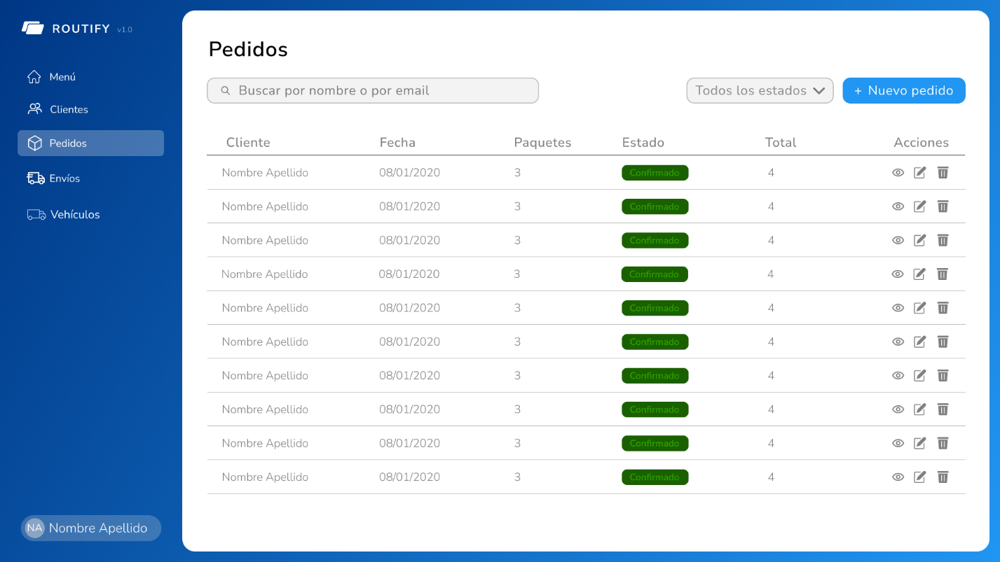 ROUTIFY v1.0
Menú
Clientes
Pedidos
Envíos
Vehículos
NA Nombre Apellido
Pedidos
Buscar por nombre o por email
Todos los estados
+ Nuevo pedido
Cliente Fecha Paquetes Estado Total Acciones
Nombre Apellido 08/01/2020 3 Confirmado 4
Nombre Apellido 08/01/2020 3 Confirmado 4
Nombre Apellido 08/01/2020 3 Confirmado 4
Nombre Apellido 08/01/2020 3 Confirmado 4
Nombre Apellido 08/01/2020 3 Confirmado 4
Nombre Apellido 08/01/2020 3 Confirmado 4
Nombre Apellido 08/01/2020 3 Confirmado 4
Nombre Apellido 08/01/2020 3 Confirmado 4
Nombre Apellido 08/01/2020 3 Confirmado 4
Nombre Apellido 08/01/2020 3 Confirmado 4